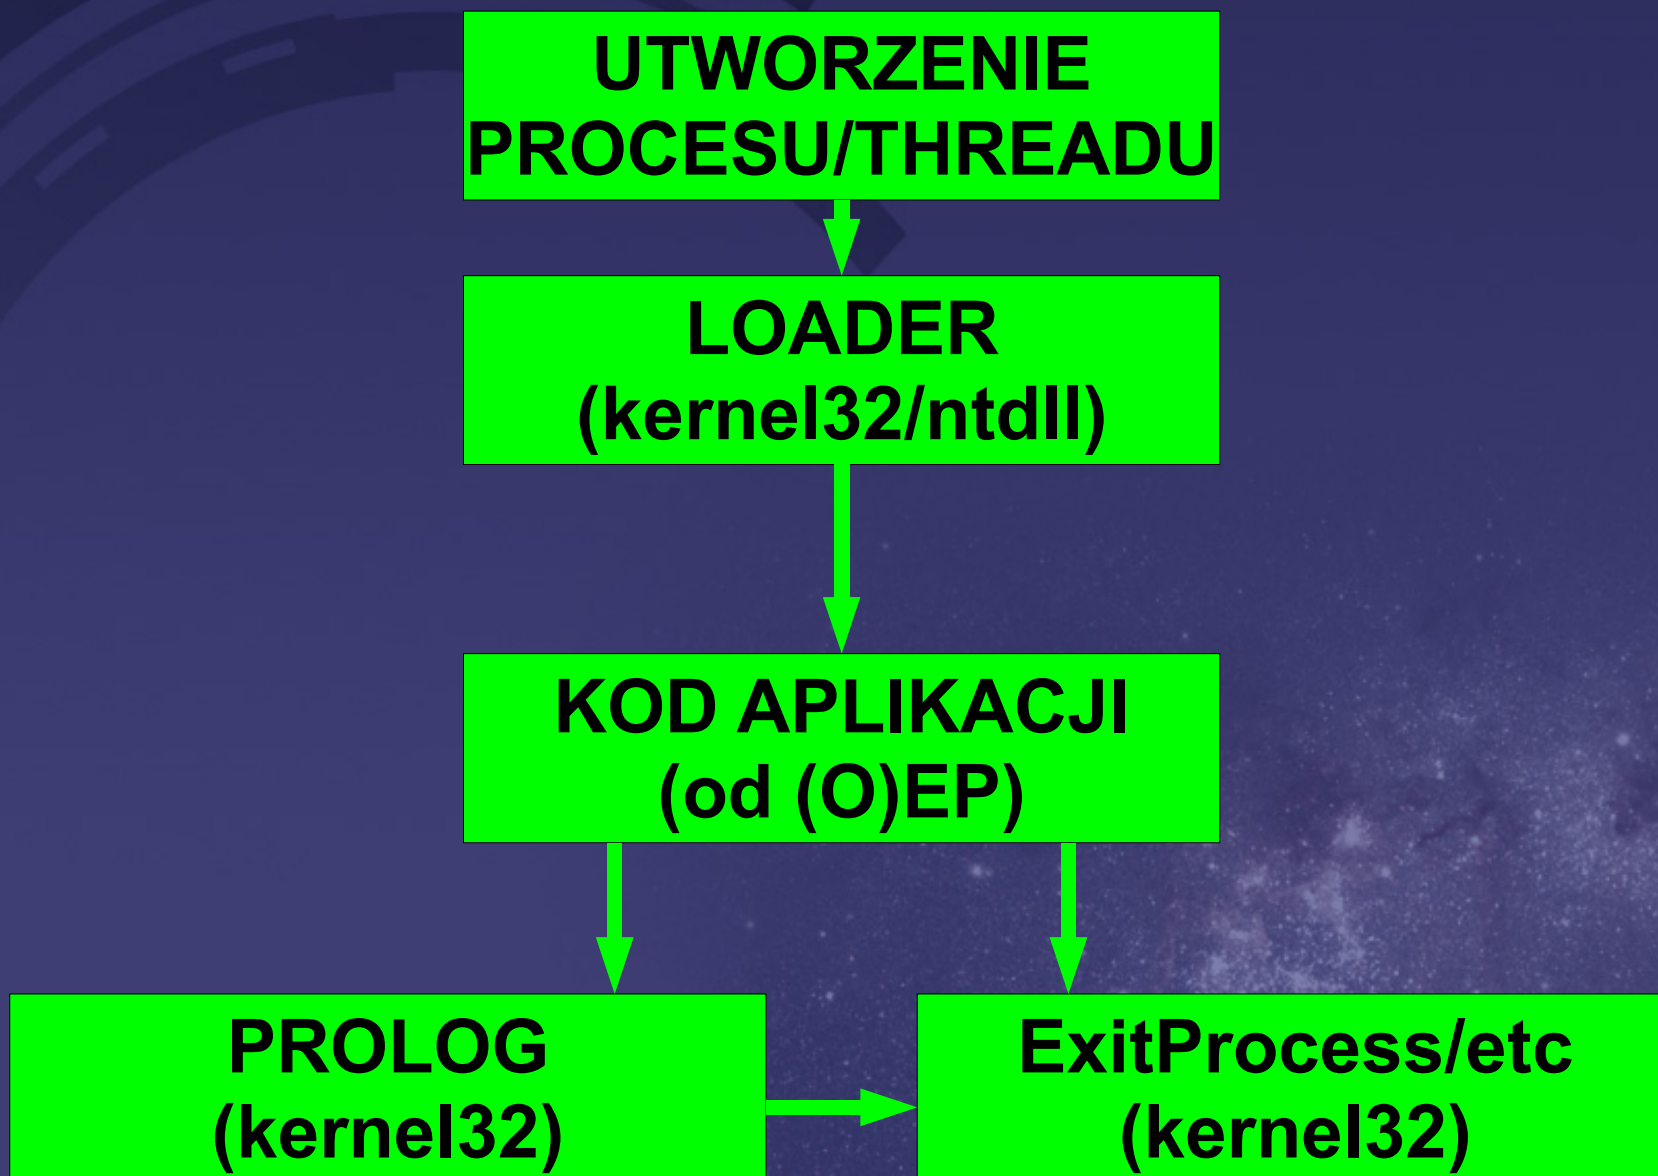 UTWORZENIE
PROCESU/THREADU
LOADER
(kernel32/ntdll)
KOD APLIKACJI
(od (O)EP)
PROLOG
(kernel32)
ExitProcess/etc
(kernel32)